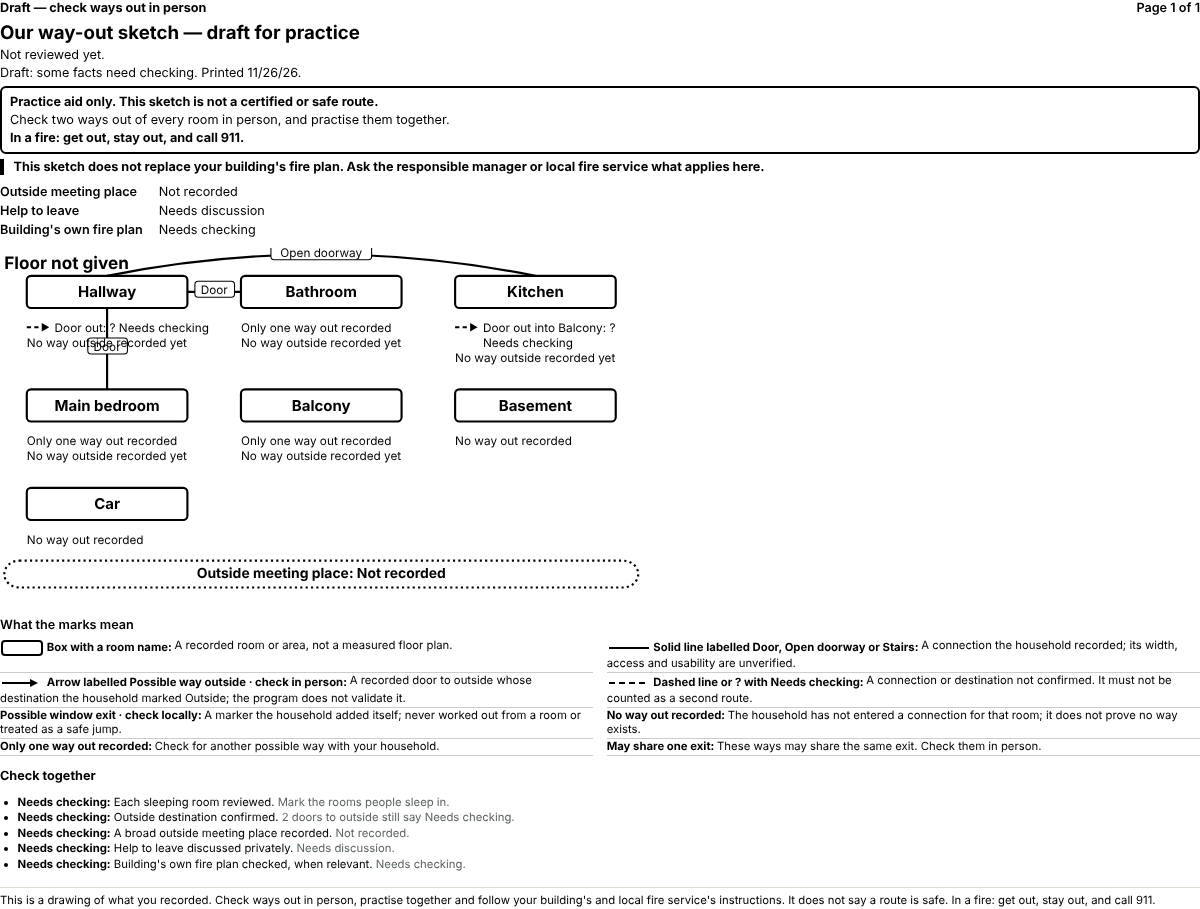 Draft — check ways out in person
Page 1 of 1
Our way-out sketch — draft for practice
Not reviewed yet.
Draft: some facts need checking. Printed 11/26/26.
Practice aid only. This sketch is not a certified or safe route.
Check two ways out of every room in person, and practise them together.
In a fire: get out, stay out, and call 911.
This sketch does not replace your building's fire plan. Ask the responsible manager or local fire service what applies here.
Outside meeting place Not recorded
Help to leave Needs discussion
Building's own fire plan Needs checking
Floor not given
Open doorway
Hallway
Door
Bathroom
Kitchen
Door out: ? Needs checking
No way outside recorded yet
Door
Only one way out recorded
No way outside recorded yet
Door out into Balcony: ?
Needs checking
No way outside recorded yet
Main bedroom
Balcony
Basement
Only one way out recorded
No way outside recorded yet
Only one way out recorded
No way outside recorded yet
No way out recorded
Car
No way out recorded
Outside meeting place: Not recorded
What the marks mean
Box with a room name: A recorded room or area, not a measured floor plan.
Solid line labelled Door, Open doorway or Stairs: A connection the household recorded; its width,
access and usability are unverified.
Arrow labelled Possible way outside · check in person: A recorded door to outside whose
destination the household marked Outside; the program does not validate it.
Dashed line or ? with Needs checking: A connection or destination not confirmed. It must not be
counted as a second route.
Possible window exit · check locally: A marker the household added itself; never worked out from a room or
treated as a safe jump.
No way out recorded: The household has not entered a connection for that room; it does not prove no way
exists.
Only one way out recorded: Check for another possible way with your household.
May share one exit: These ways may share the same exit. Check them in person.
Check together
• Needs checking: Each sleeping room reviewed. Mark the rooms people sleep in.
• Needs checking: Outside destination confirmed. 2 doors to outside still say Needs checking.
• Needs checking: A broad outside meeting place recorded. Not recorded.
• Needs checking: Help to leave discussed privately. Needs discussion.
• Needs checking: Building's own fire plan checked, when relevant. Needs checking.
This is a drawing of what you recorded. Check ways out in person, practise together and follow your building's and local fire service's instructions. It does not say a route is safe. In a fire: get out, stay out, and call 911.